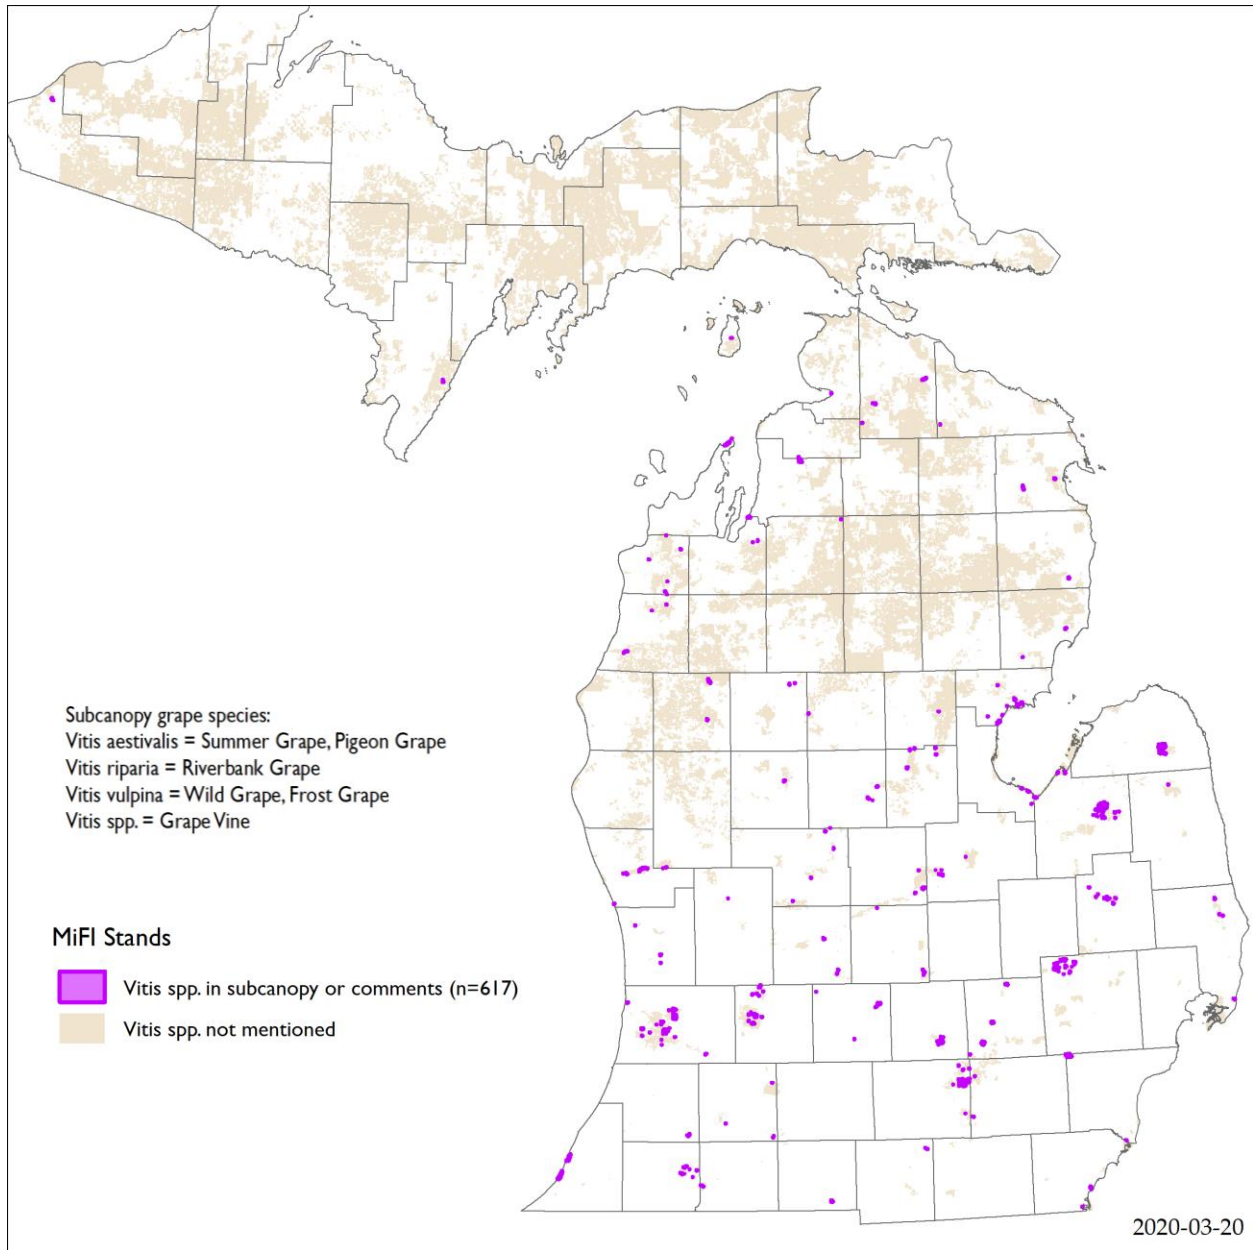 Subcanopy grape species:
Vitis aestivalis = Summer Grape, Pigeon Grape
Vitis riparia = Riverbank Grape
Vitis vulpina = Wild Grape, Frost Grape
Vitis spp. = Grape Vine
MiFI Stands
Vitis spp. in subcanopy or comments (n=617)
Vitis spp. not mentioned
2020-03-20